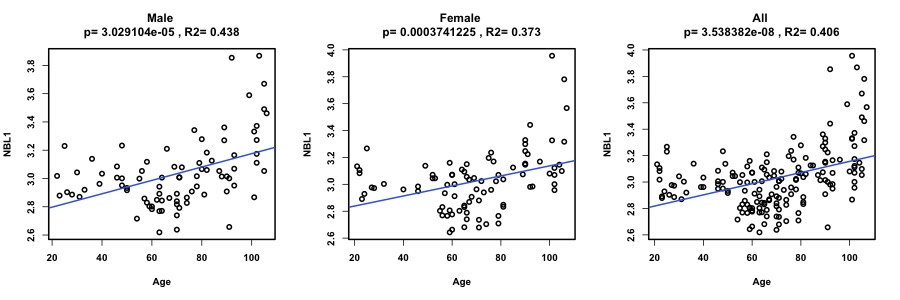 Male
p= 3.029104e-05 , R2= 0.438
NBL1
2.6 2.8 3.0 3.2 3.4 3.6 3.8
20 40 60 80 100
Age
Female
p= 0.0003741225 , R2= 0.373
NBL1
2.6 2.8 3.0 3.2 3.4 3.6 3.8 4.0
20 40 60 80 100
Age
All
p= 3.538382e-08 , R2= 0.406
NBL1
2.6 2.8 3.0 3.2 3.4 3.6 3.8 4.0
20 40 60 80 100
Age